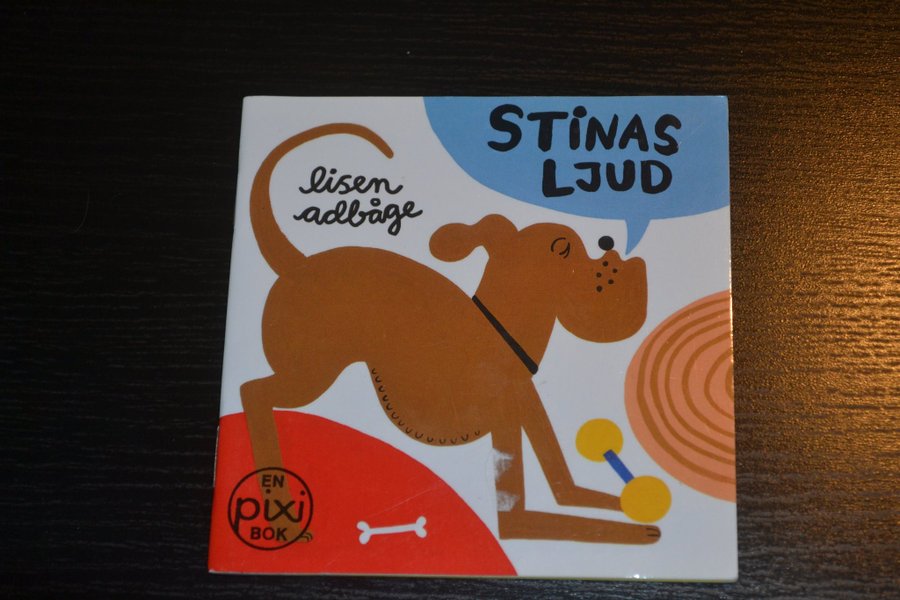 STINAS
LJUD
lisen
adbåge
EN
pixi
BOK